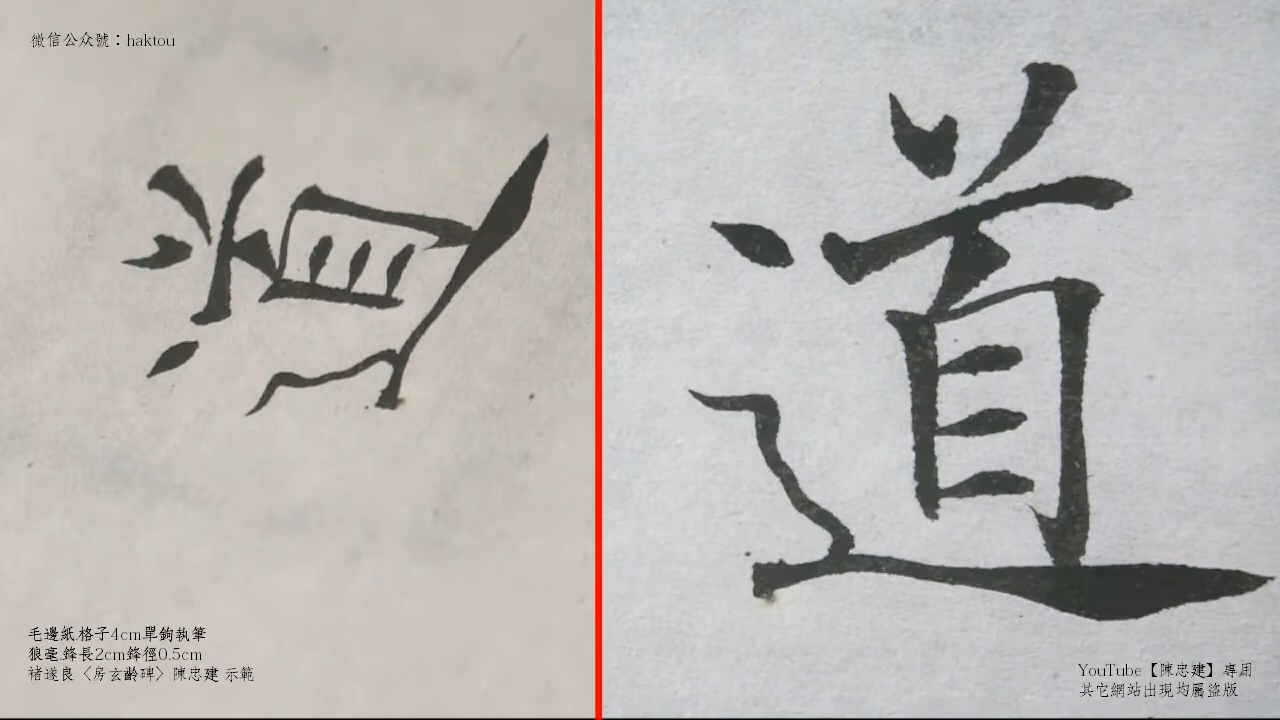 微信公众號：haktou
道
道
毛邊紙.格子4cm單鉤執筆
狼毫.鋒長2cm鋒徑0.5cm
褚遂良〈房玄齡碑〉陳忠建 示範
YouTube【陳忠建】專用
其它網站出現均屬盜版